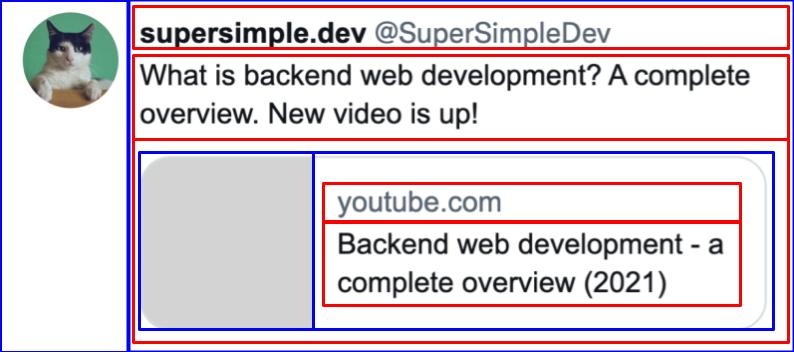 supersimple.dev @SuperSimpleDev
What is backend web development? A complete
overview. New video is up!
youtube.com
Backend web development - a
complete overview (2021)